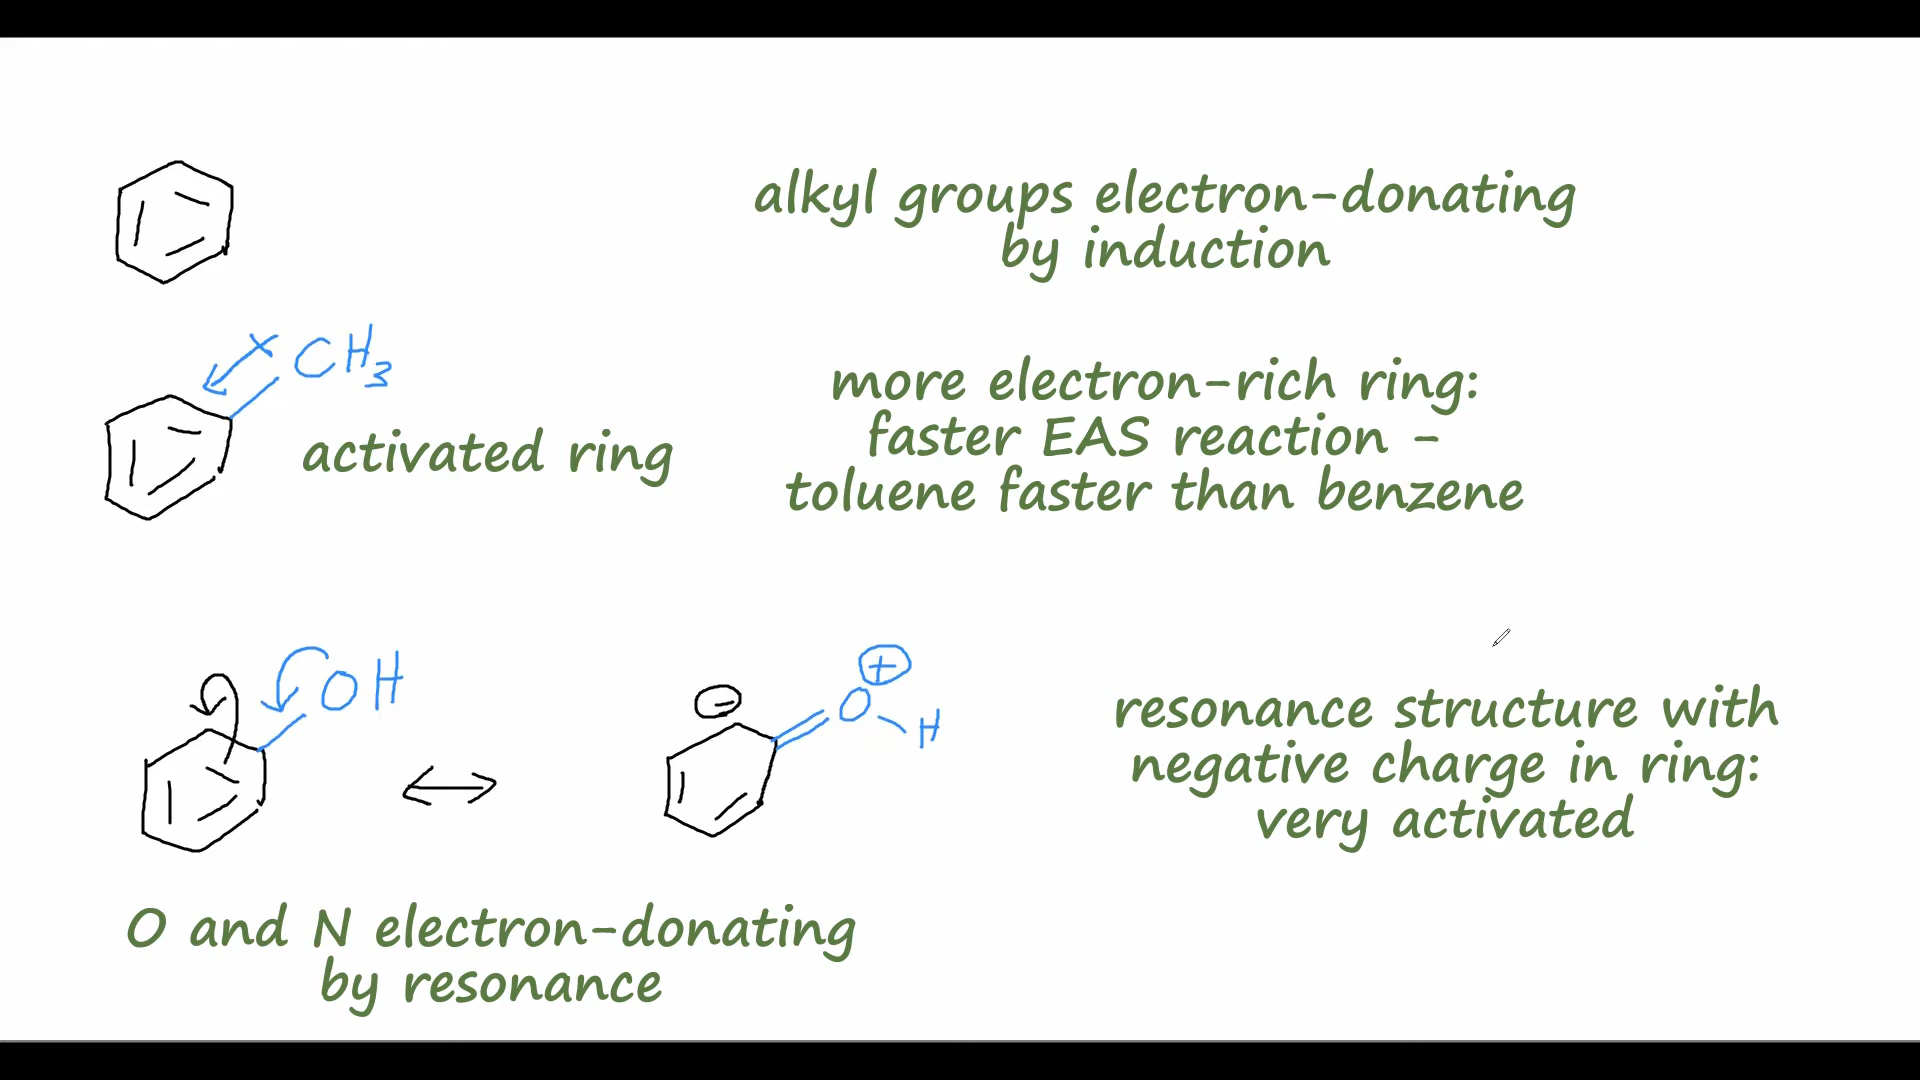 alkyl groups electron-donating
by induction
CH3
activated ring
more electron-rich ring:
faster EAS reaction -
toluene faster than benzene
OH
⊖
⊕
O
H
resonance structure with
negative charge in ring:
very activated
O and N electron-donating
by resonance